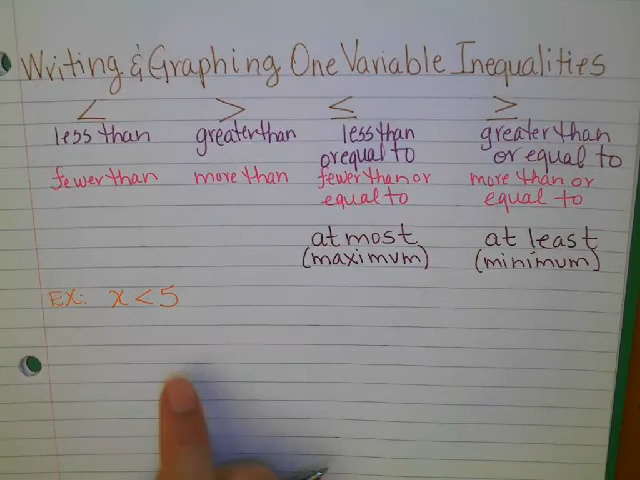 Writing & Graphing One Variable Inequalities
< > ≤ ≥
less than greater than less than greater than
or equal to or equal to
fewer than more than fewer than or more than or
equal to equal to
at most at least
(maximum) (minimum)
EX: x < 5